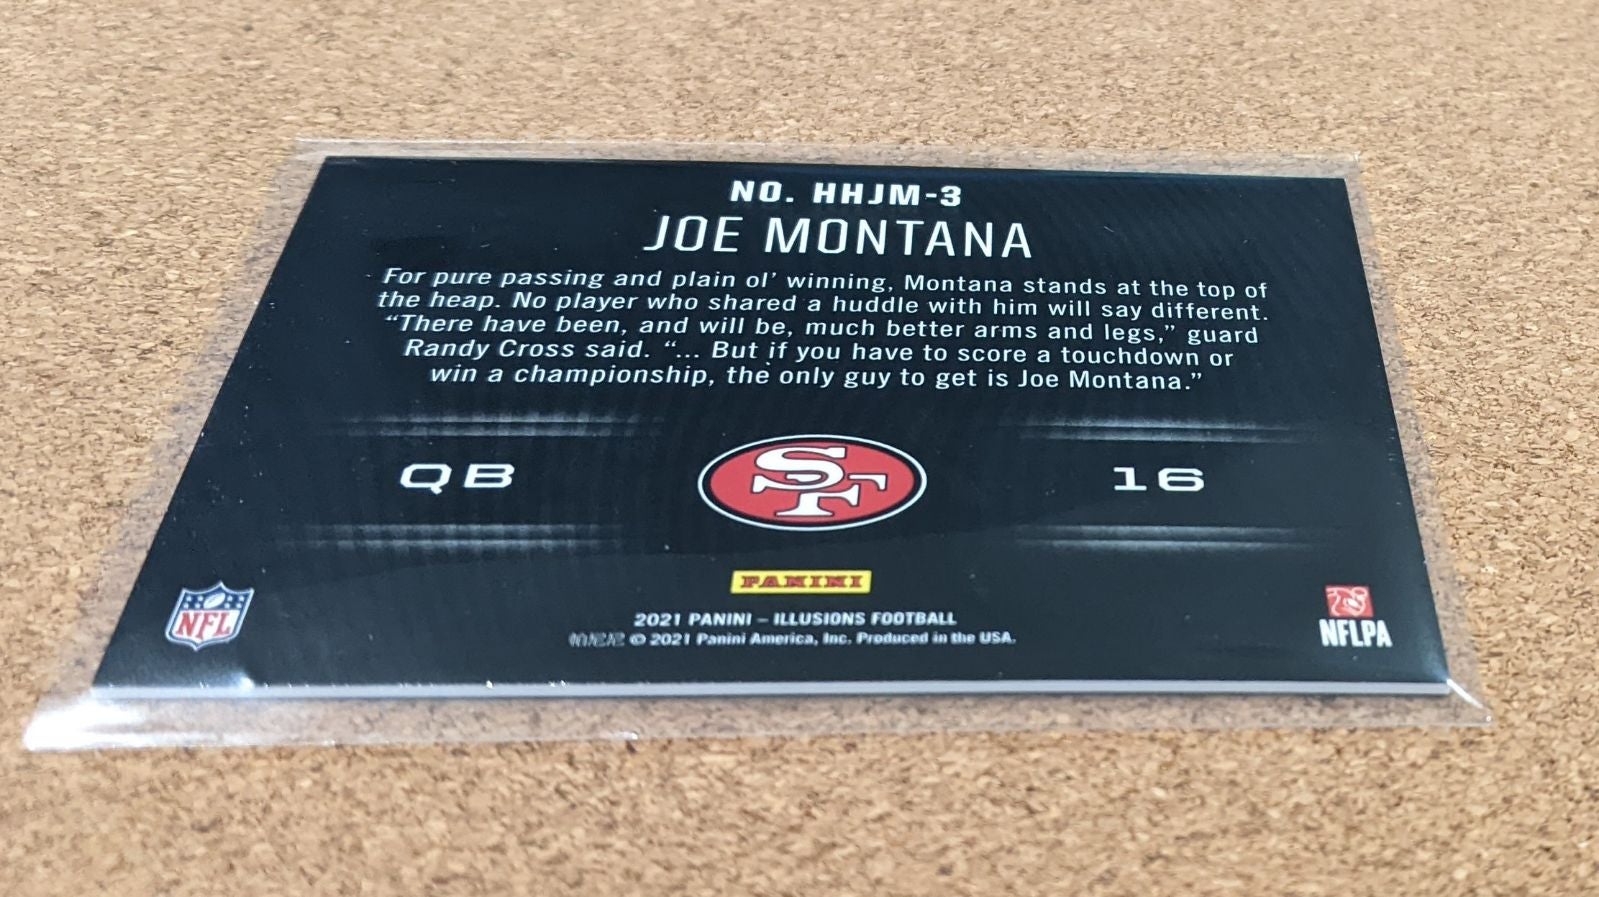 NO. HHJM-3
JOE MONTANA
For pure passing and plain ol’ winning, Montana stands at the top of
the heap. No player who shared a huddle with him will say different.
“There have been, and will be, much better arms and legs,” guard
Randy Cross said. “... But if you have to score a touchdown or
win a championship, the only guy to get is Joe Montana.”
QB
SF
16
PANINI
NFL
2021 PANINI – ILLUSIONS FOOTBALL
© 2021 Panini America, Inc. Produced in the USA.
NFLPA